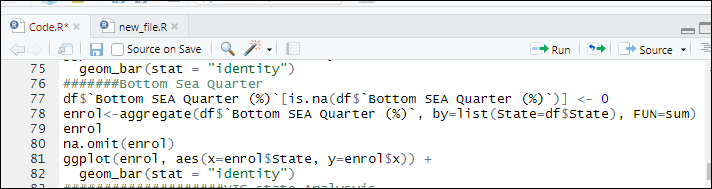 Code.R* new_file.R
Source on Save Run Source
75 geom_bar(stat = "identity")
76 #######Bottom Sea Quarter
77 df$`Bottom SEA Quarter (%)`[is.na(df$`Bottom SEA Quarter (%)`)] <- 0
78 enrol<-aggregate(df$`Bottom SEA Quarter (%)`, by=list(State=df$State), FUN=sum)
79 enrol
80 na.omit(enrol)
81 ggplot(enrol, aes(x=enrol$State, y=enrol$x)) +
82 geom_bar(stat = "identity")